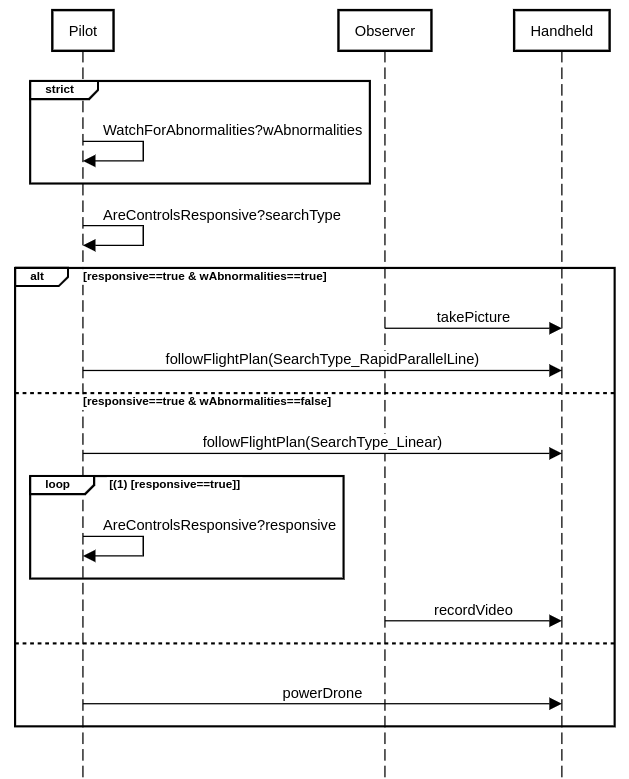 Pilot Observer Handheld
strict
WatchForAbnormalities?wAbnormalities
AreControlsResponsive?searchType
alt [responsive==true & wAbnormalities==true]
takePicture
followFlightPlan(SearchType_RapidParallelLine)
[responsive==true & wAbnormalities==false]
followFlightPlan(SearchType_Linear)
loop [(1) [responsive==true]]
AreControlsResponsive?responsive
recordVideo
powerDrone